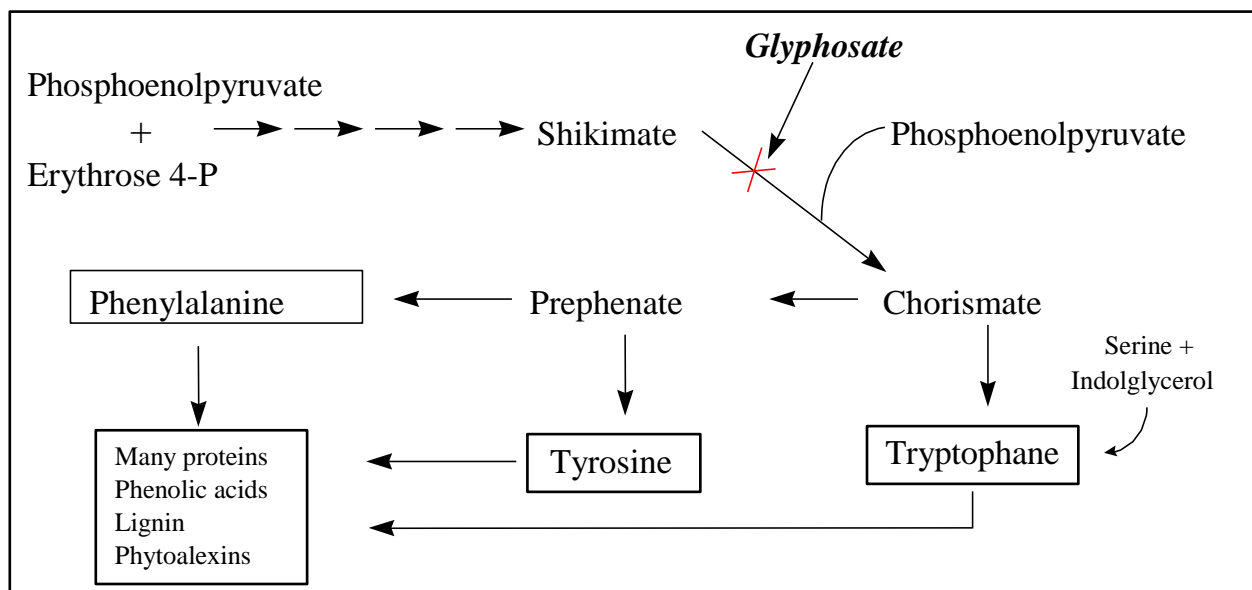 Glyphosate
Phosphoenolpyruvate
+
Erythrose 4-P
Shikimate
Phosphoenolpyruvate
Phenylalanine
Prephenate
Chorismate
Serine +
Indolglycerol
Many proteins
Phenolic acids
Lignin
Phytoalexins
Tyrosine
Tryptophane